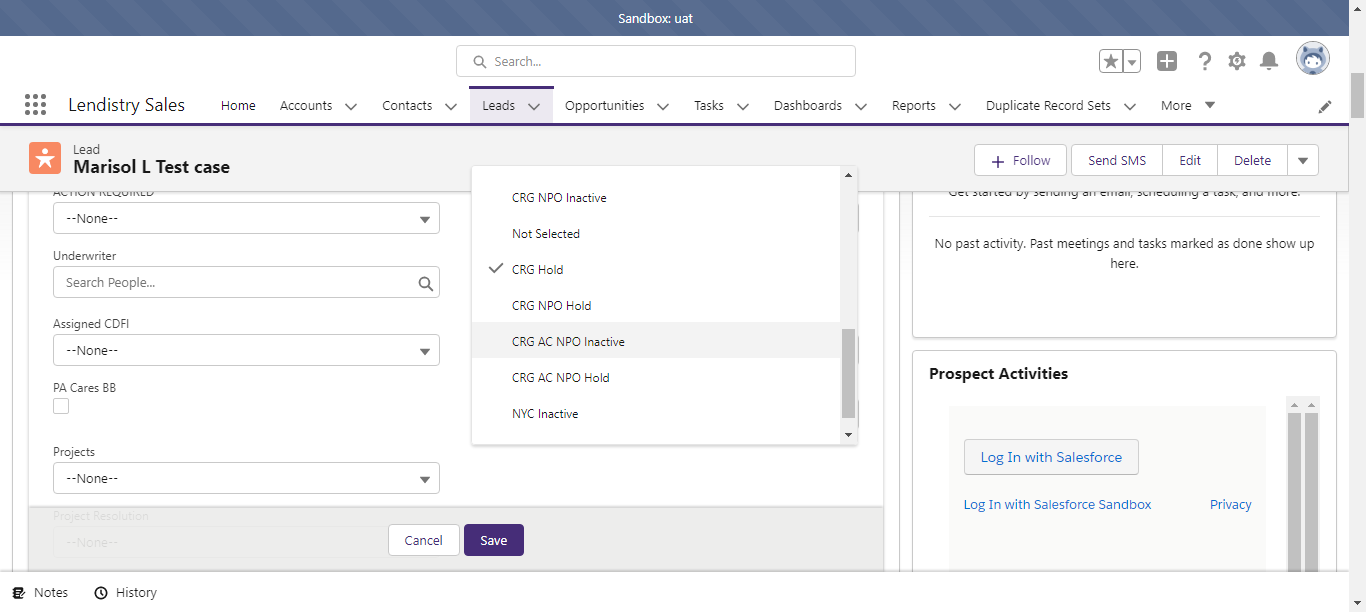 Sandbox: uat
Search...
Lendistry Sales
Home
Accounts
Contacts
Leads
Opportunities
Tasks
Dashboards
Reports
Duplicate Record Sets
More
Lead
Marisol L Test case
Follow
Send SMS
Edit
Delete
ACTION REQUIRED
--None--
Underwriter
Search People...
Assigned CDFI
--None--
PA Cares BB
Projects
--None--
Project Resolution
--None--
Cancel
Save
CRG NPO Inactive
Not Selected
CRG Hold
CRG NPO Hold
CRG AC NPO Inactive
CRG AC NPO Hold
NYC Inactive
Get started by sending an email, scheduling a task, and more.
No past activity. Past meetings and tasks marked as done show up
here.
Prospect Activities
Log In with Salesforce
Log In with Salesforce Sandbox
Privacy
Notes
History